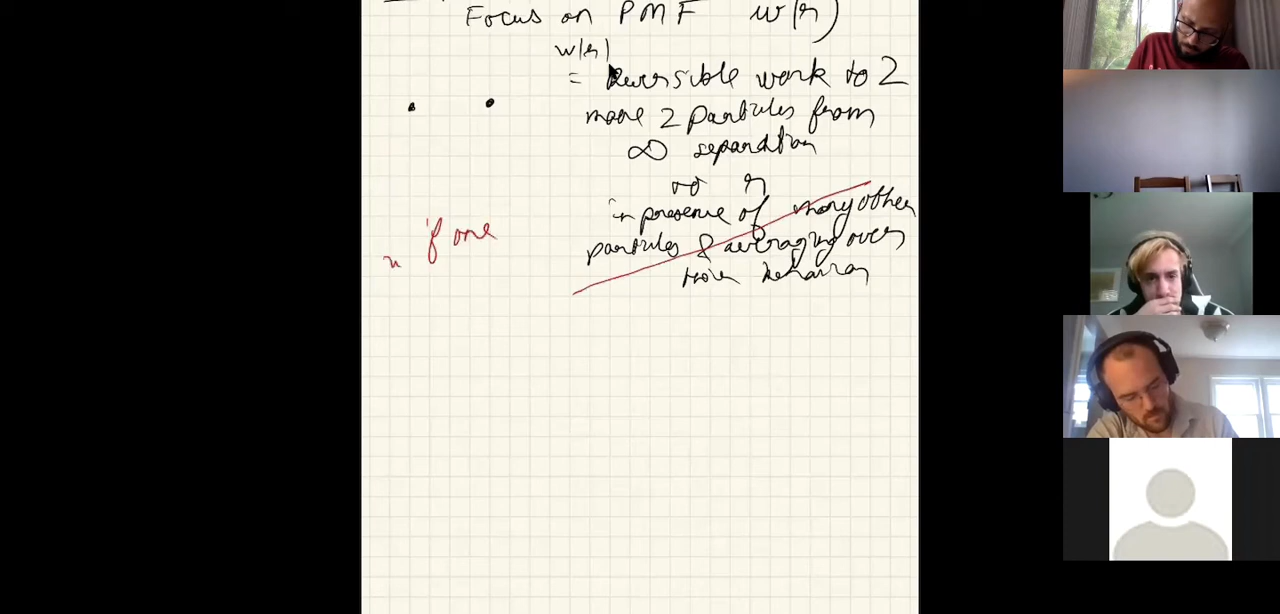 Focus on PMF w(r)
w(r)
= Reversible work to 2
move 2 particles from
∞ separation
to r
in presence of many other
particles & averaging over
their behavior
if one